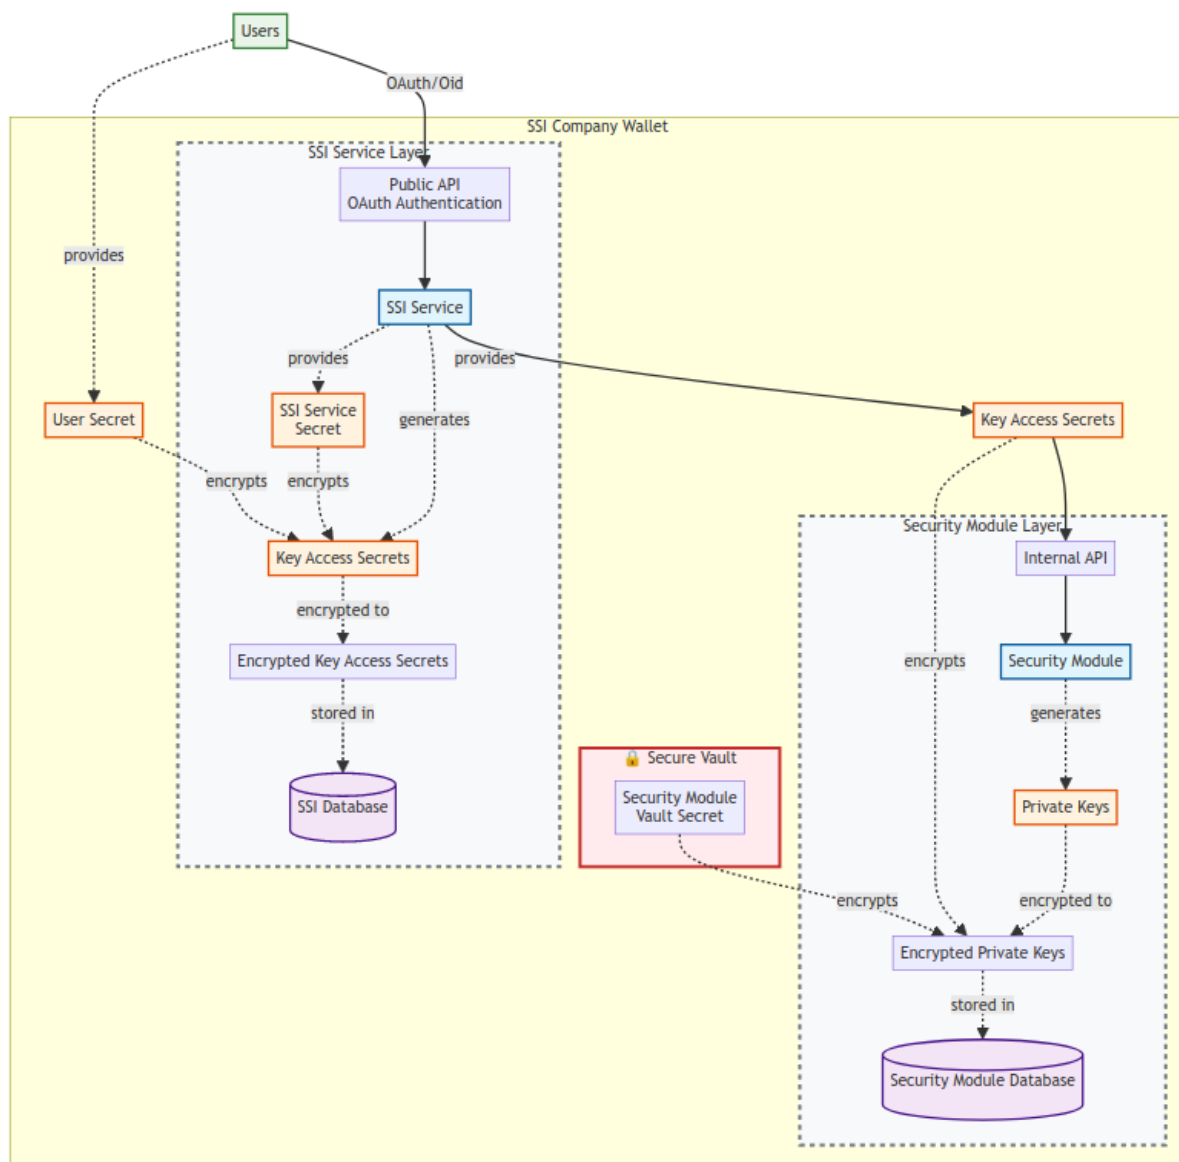 Users
OAuth/Oid
SSI Company Wallet
SSI Service Layer
Public API
OAuth Authentication
provides
SSI Service
provides
provides
User Secret
SSI Service
Secret
generates
Key Access Secrets
encrypts
encrypts
Security Module Layer
Key Access Secrets
Internal API
encrypted to
Encrypted Key Access Secrets
encrypts
Security Module
stored in
generates
🔒 Secure Vault
SSI Database
Security Module
Vault Secret
Private Keys
encrypts
encrypted to
Encrypted Private Keys
stored in
Security Module Database